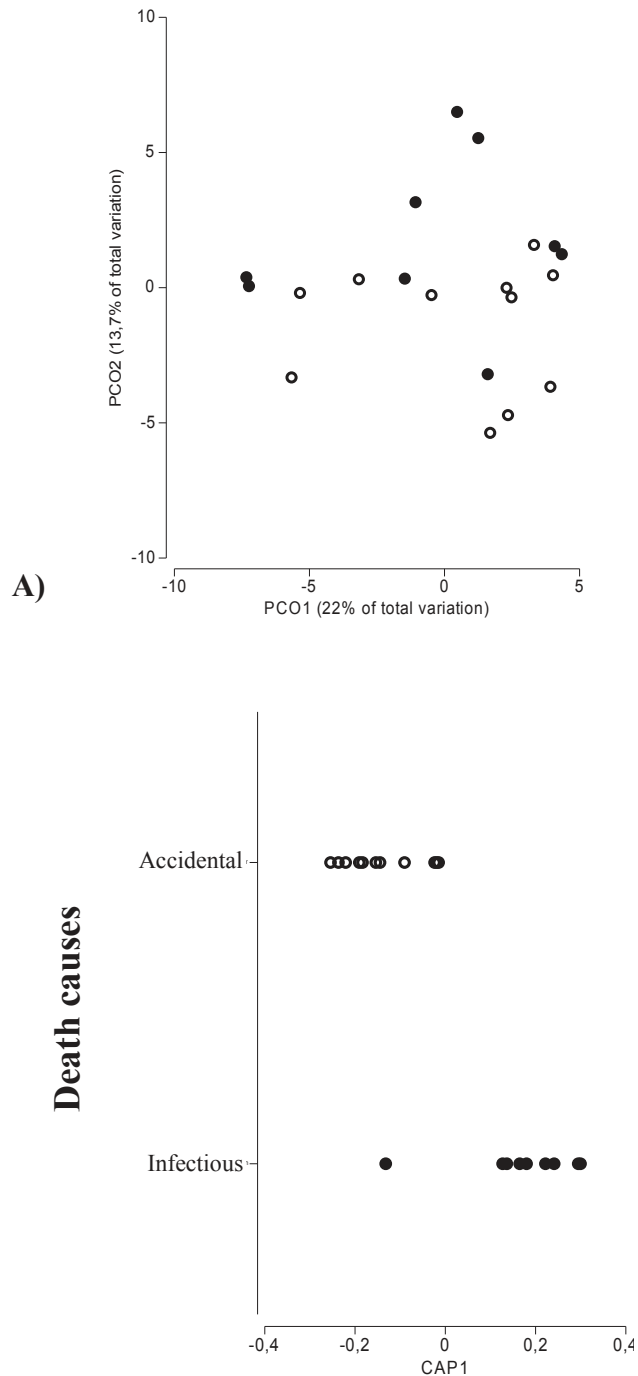 10
5
0
-5
-10
PCO2 (13,7% of total variation)
-10 -5 0 5
PCO1 (22% of total variation)
A)
Accidental
Death causes
Infectious
-0,4 -0,2 0 0,2 0,4
CAP1